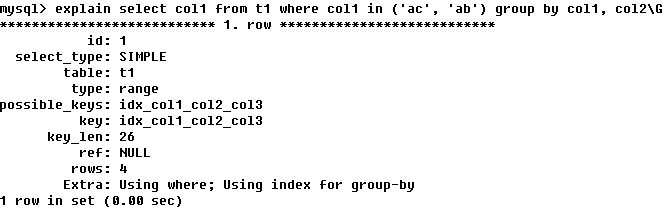 mysql> explain select col1 from t1 where col1 in ('ac', 'ab') group by col1, col2\G
*************************** 1. row ***************************
id: 1
select_type: SIMPLE
table: t1
type: range
possible_keys: idx_col1_col2_col3
key: idx_col1_col2_col3
key_len: 26
ref: NULL
rows: 4
Extra: Using where; Using index for group-by
1 row in set (0.00 sec)